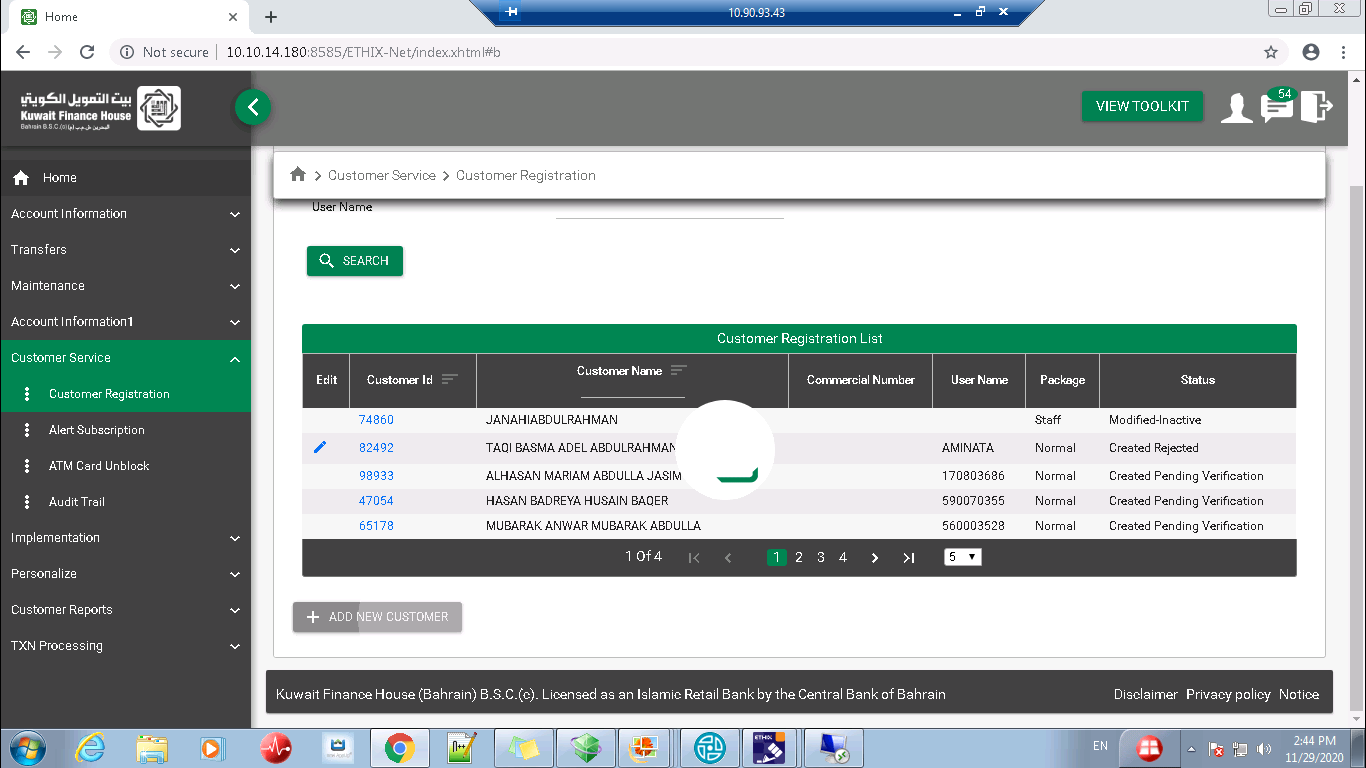 Home
10.90.93.43
Not secure
10.10.14.180:8585/ETHIX-Net/index.xhtml#b
بيت التمويل الكويتي
Kuwait Finance House
Bahrain B.S.C.(c)
VIEW TOOLKIT
54
Home
Account Information
Transfers
Maintenance
Account Information1
Customer Service
Customer Registration
Alert Subscription
ATM Card Unblock
Audit Trail
Implementation
Personalize
Customer Reports
TXN Processing
Customer Service Customer Registration
User Name
SEARCH
Customer Registration List
Edit Customer Id Customer Name Commercial Number User Name Package Status
74860 JANAHIABDULRAHMAN Staff Modified-Inactive
82492 TAQI BASMA ADEL ABDULRAHMAN AMINATA Normal Created Rejected
98933 ALHASAN MARIAM ABDULLA JASIM 170803686 Normal Created Pending Verification
47054 HASAN BADREYA HUSAIN BAQER 590070355 Normal Created Pending Verification
65178 MUBARAK ANWAR MUBARAK ABDULLA 560003528 Normal Created Pending Verification
1 Of 4 1 2 3 4 5
ADD NEW CUSTOMER
Kuwait Finance House (Bahrain) B.S.C.(c). Licensed as an Islamic Retail Bank by the Central Bank of Bahrain
Disclaimer Privacy policy Notice
ETHIX
EN
2:44 PM
11/29/2020